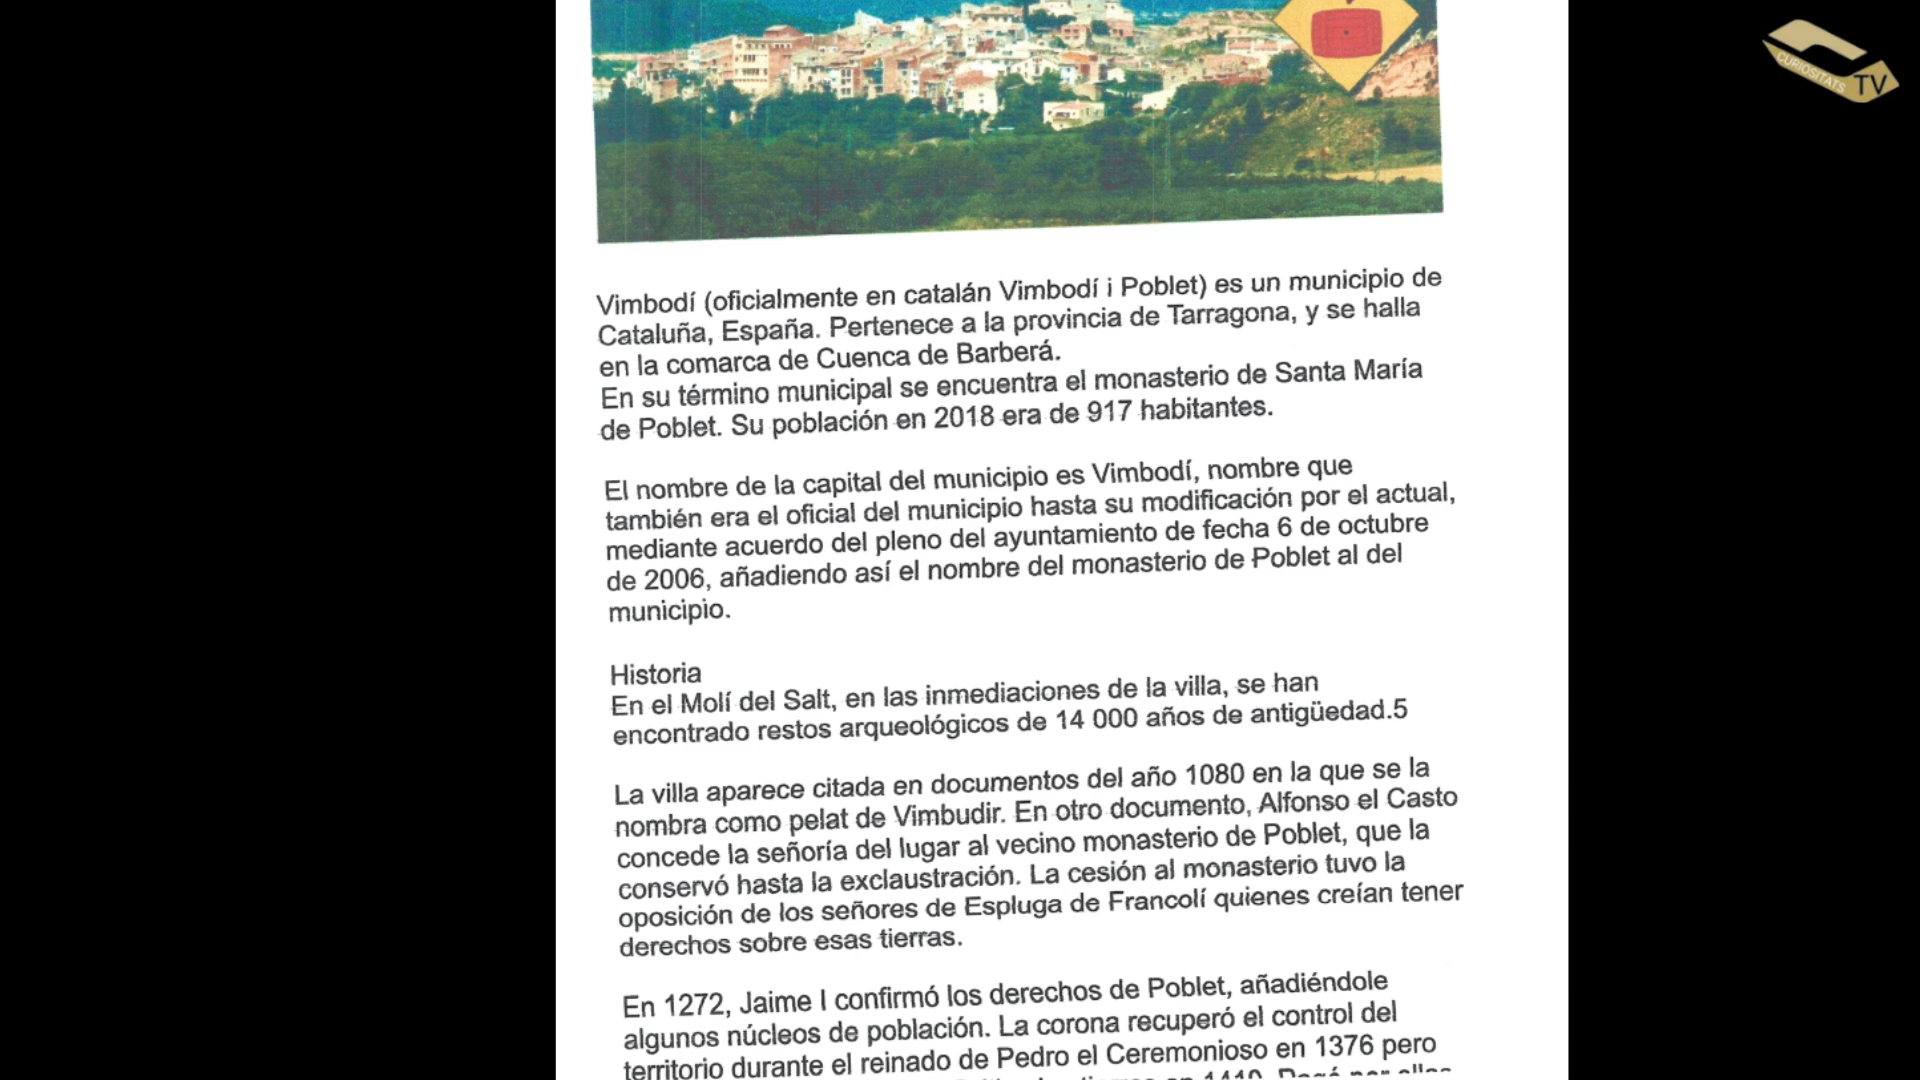 CURIOSITATS TV
Vimbodí (oficialmente en catalán Vimbodí i Poblet) es un municipio de
Cataluña, España. Pertenece a la provincia de Tarragona, y se halla
en la comarca de Cuenca de Barberá.
En su término municipal se encuentra el monasterio de Santa María
de Poblet. Su población en 2018 era de 917 habitantes.
El nombre de la capital del municipio es Vimbodí, nombre que
también era el oficial del municipio hasta su modificación por el actual,
mediante acuerdo del pleno del ayuntamiento de fecha 6 de octubre
de 2006, añadiendo así el nombre del monasterio de Poblet al del
municipio.
Historia
En el Molí del Salt, en las inmediaciones de la villa, se han
encontrado restos arqueológicos de 14 000 años de antigüedad.5
La villa aparece citada en documentos del año 1080 en la que se la
nombra como pelat de Vimbudir. En otro documento, Alfonso el Casto
concede la señoría del lugar al vecino monasterio de Poblet, que la
conservó hasta la exclaustración. La cesión al monasterio tuvo la
oposición de los señores de Espluga de Francolí quienes creían tener
derechos sobre esas tierras.
En 1272, Jaime I confirmó los derechos de Poblet, añadiéndole
algunos núcleos de población. La corona recuperó el control del
territorio durante el reinado de Pedro el Ceremonioso en 1376 pero